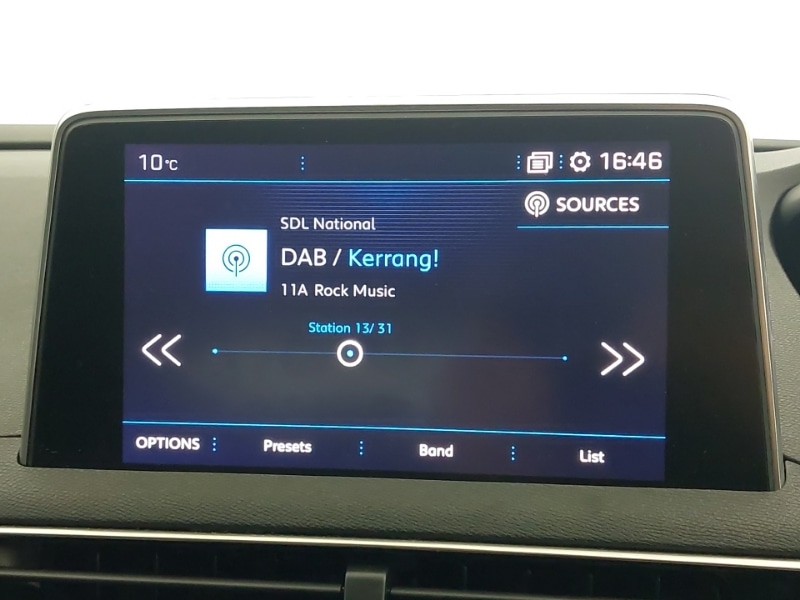 10°C 16:46
SOURCES
SDL National
DAB / Kerrang!
11A Rock Music
Station 13/31
OPTIONS Presets Band List